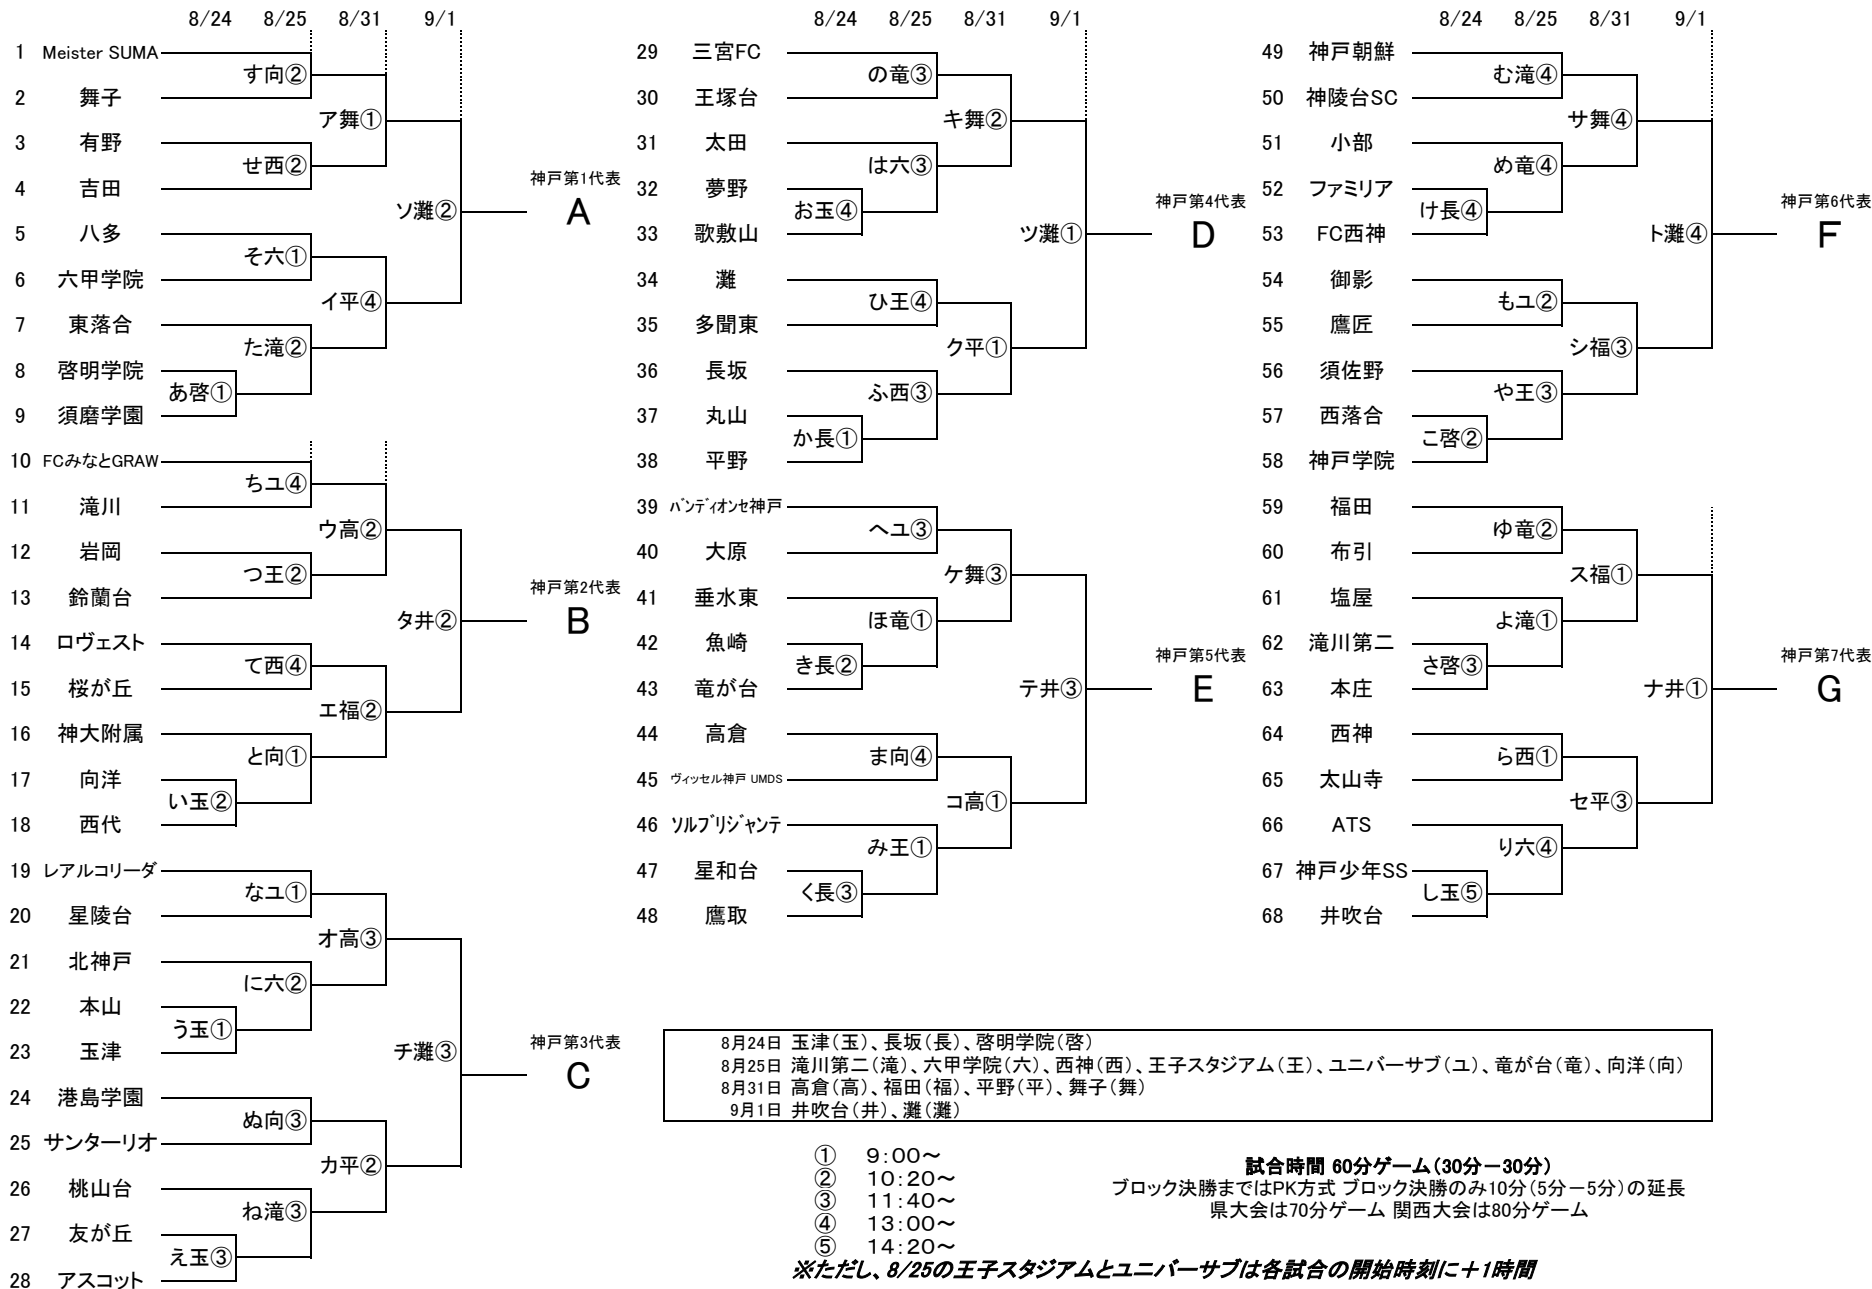 8/24 8/25 8/31 9/1
1 Meister SUMA
す向②
2 舞子
ア舞①
3 有野
せ西②
4 吉田
ソ灘②
神戸第1代表
A
5 八多
そ六①
6 六甲学院
イ平④
7 東落合
た滝②
8 啓明学院
あ啓①
9 須磨学園
10 FCみなとGRAW
ちユ④
11 滝川
ウ高②
12 岩岡
つ王②
13 鈴蘭台
タ井②
神戸第2代表
B
14 ロヴェスト
て西④
15 桜が丘
エ福②
16 神大附属
と向①
17 向洋
い玉②
18 西代
19 レアルコリーダ
なユ①
20 星陵台
オ高③
21 北神戸
に六②
22 本山
う玉①
23 玉津
チ灘③
神戸第3代表
C
24 港島学園
ぬ向③
25 サンターリオ
カ平②
26 桃山台
ね滝③
27 友が丘
え玉③
28 アスコット
8/24 8/25 8/31 9/1
29 三宮FC
の竜③
30 王塚台
キ舞②
31 太田
は六③
32 夢野
お玉④
33 歌敷山
ツ灘①
神戸第4代表
D
34 灘
ひ王④
35 多聞東
ク平①
36 長坂
ふ西③
37 丸山
か長①
38 平野
39 バンディオンセ神戸
へユ③
40 大原
ケ舞③
41 垂水東
ほ竜①
42 魚崎
き長②
43 竜が台
テ井③
神戸第5代表
E
44 高倉
ま向④
45 ヴィッセル神戸 UMDS
コ高①
46 ソルブリジャンテ
み王①
47 星和台
く長③
48 鷹取
8/24 8/25 8/31 9/1
49 神戸朝鮮
む滝④
50 神陵台SC
サ舞④
51 小部
め竜④
52 ファミリア
け長④
53 FC西神
ト灘④
神戸第6代表
F
54 御影
もユ②
55 鷹匠
シ福③
56 須佐野
や王③
57 西落合
こ啓②
58 神戸学院
59 福田
ゆ竜②
60 布引
ス福①
61 塩屋
よ滝①
62 滝川第二
さ啓③
63 本庄
ナ井①
神戸第7代表
G
64 西神
ら西①
65 太山寺
セ平③
66 ATS
り六④
67 神戸少年SS
し玉⑤
68 井吹台
8月24日 玉津(玉)、長坂(長)、啓明学院(啓)
8月25日 滝川第二(滝)、六甲学院(六)、西神(西)、王子スタジアム(王)、ユニバーサブ(ユ)、竜が台(竜)、向洋(向)
8月31日 高倉(高)、福田(福)、平野(平)、舞子(舞)
9月1日 井吹台(井)、灘(灘)
① 9:00~
② 10:20~
③ 11:40~
④ 13:00~
⑤ 14:20~
試合時間 60分ゲーム(30分-30分)
ブロック決勝まではPK方式 ブロック決勝のみ10分(5分-5分)の延長
県大会は70分ゲーム 関西大会は80分ゲーム
※ただし、8/25の王子スタジアムとユニバーサブは各試合の開始時刻に+1時間